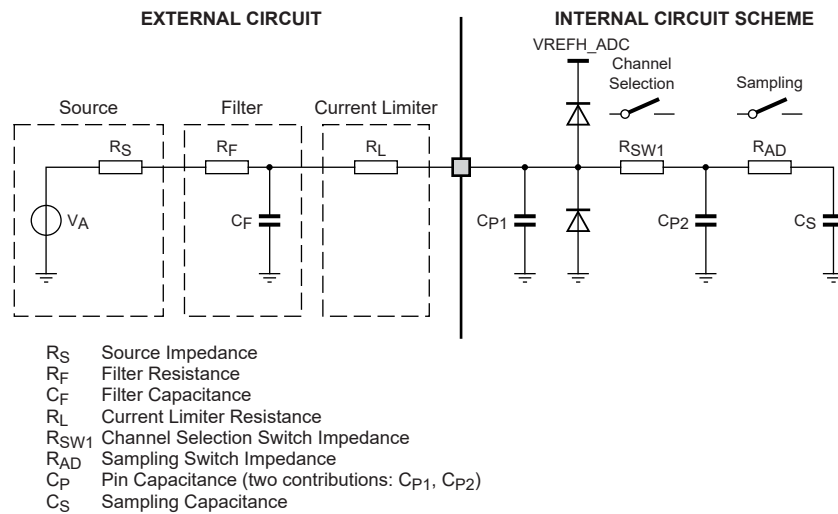 EXTERNAL CIRCUIT
INTERNAL CIRCUIT SCHEME
VREFH_ADC
Channel
Selection
Sampling
Source
Filter
Current Limiter
RS
RF
RL
RSW1
RAD
VA
CF
CP1
CP2
CS
RS Source Impedance
RF Filter Resistance
CF Filter Capacitance
RL Current Limiter Resistance
RSW1 Channel Selection Switch Impedance
RAD Sampling Switch Impedance
CP Pin Capacitance (two contributions: CP1, CP2)
CS Sampling Capacitance